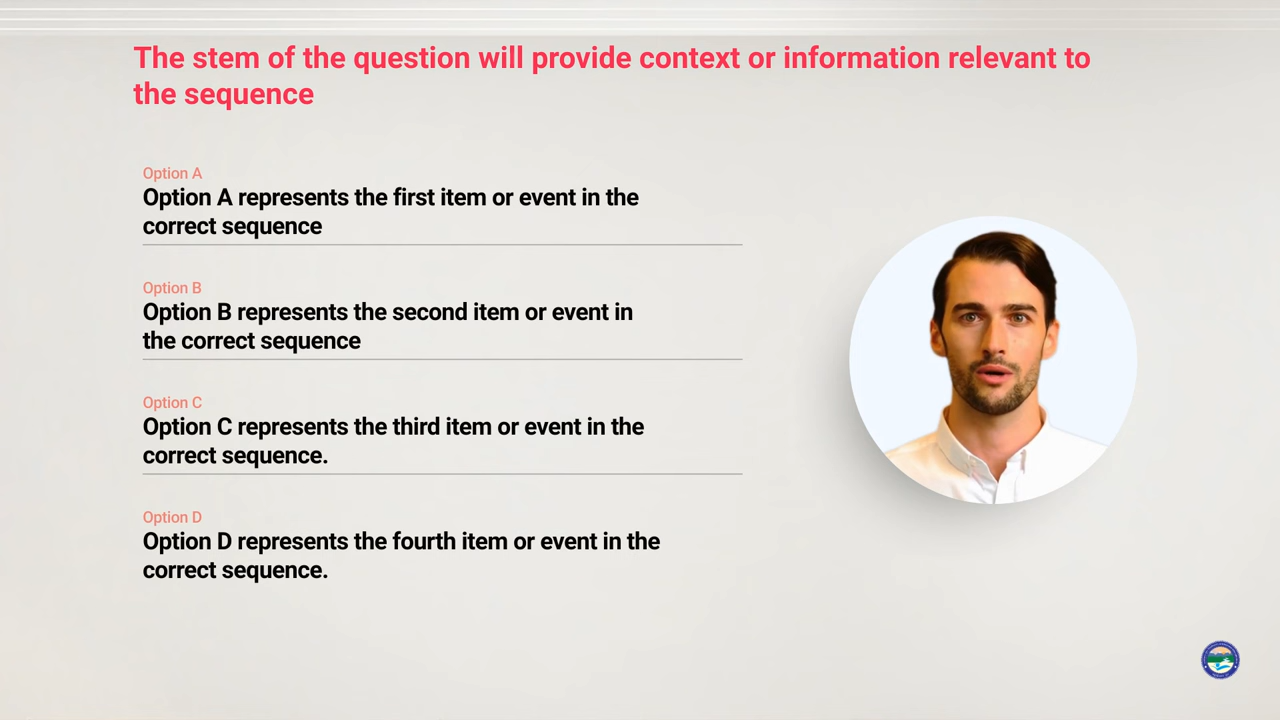 The stem of the question will provide context or information relevant to
the sequence
Option A
Option A represents the first item or event in the
correct sequence
Option B
Option B represents the second item or event in
the correct sequence
Option C
Option C represents the third item or event in the
correct sequence.
Option D
Option D represents the fourth item or event in the
correct sequence.